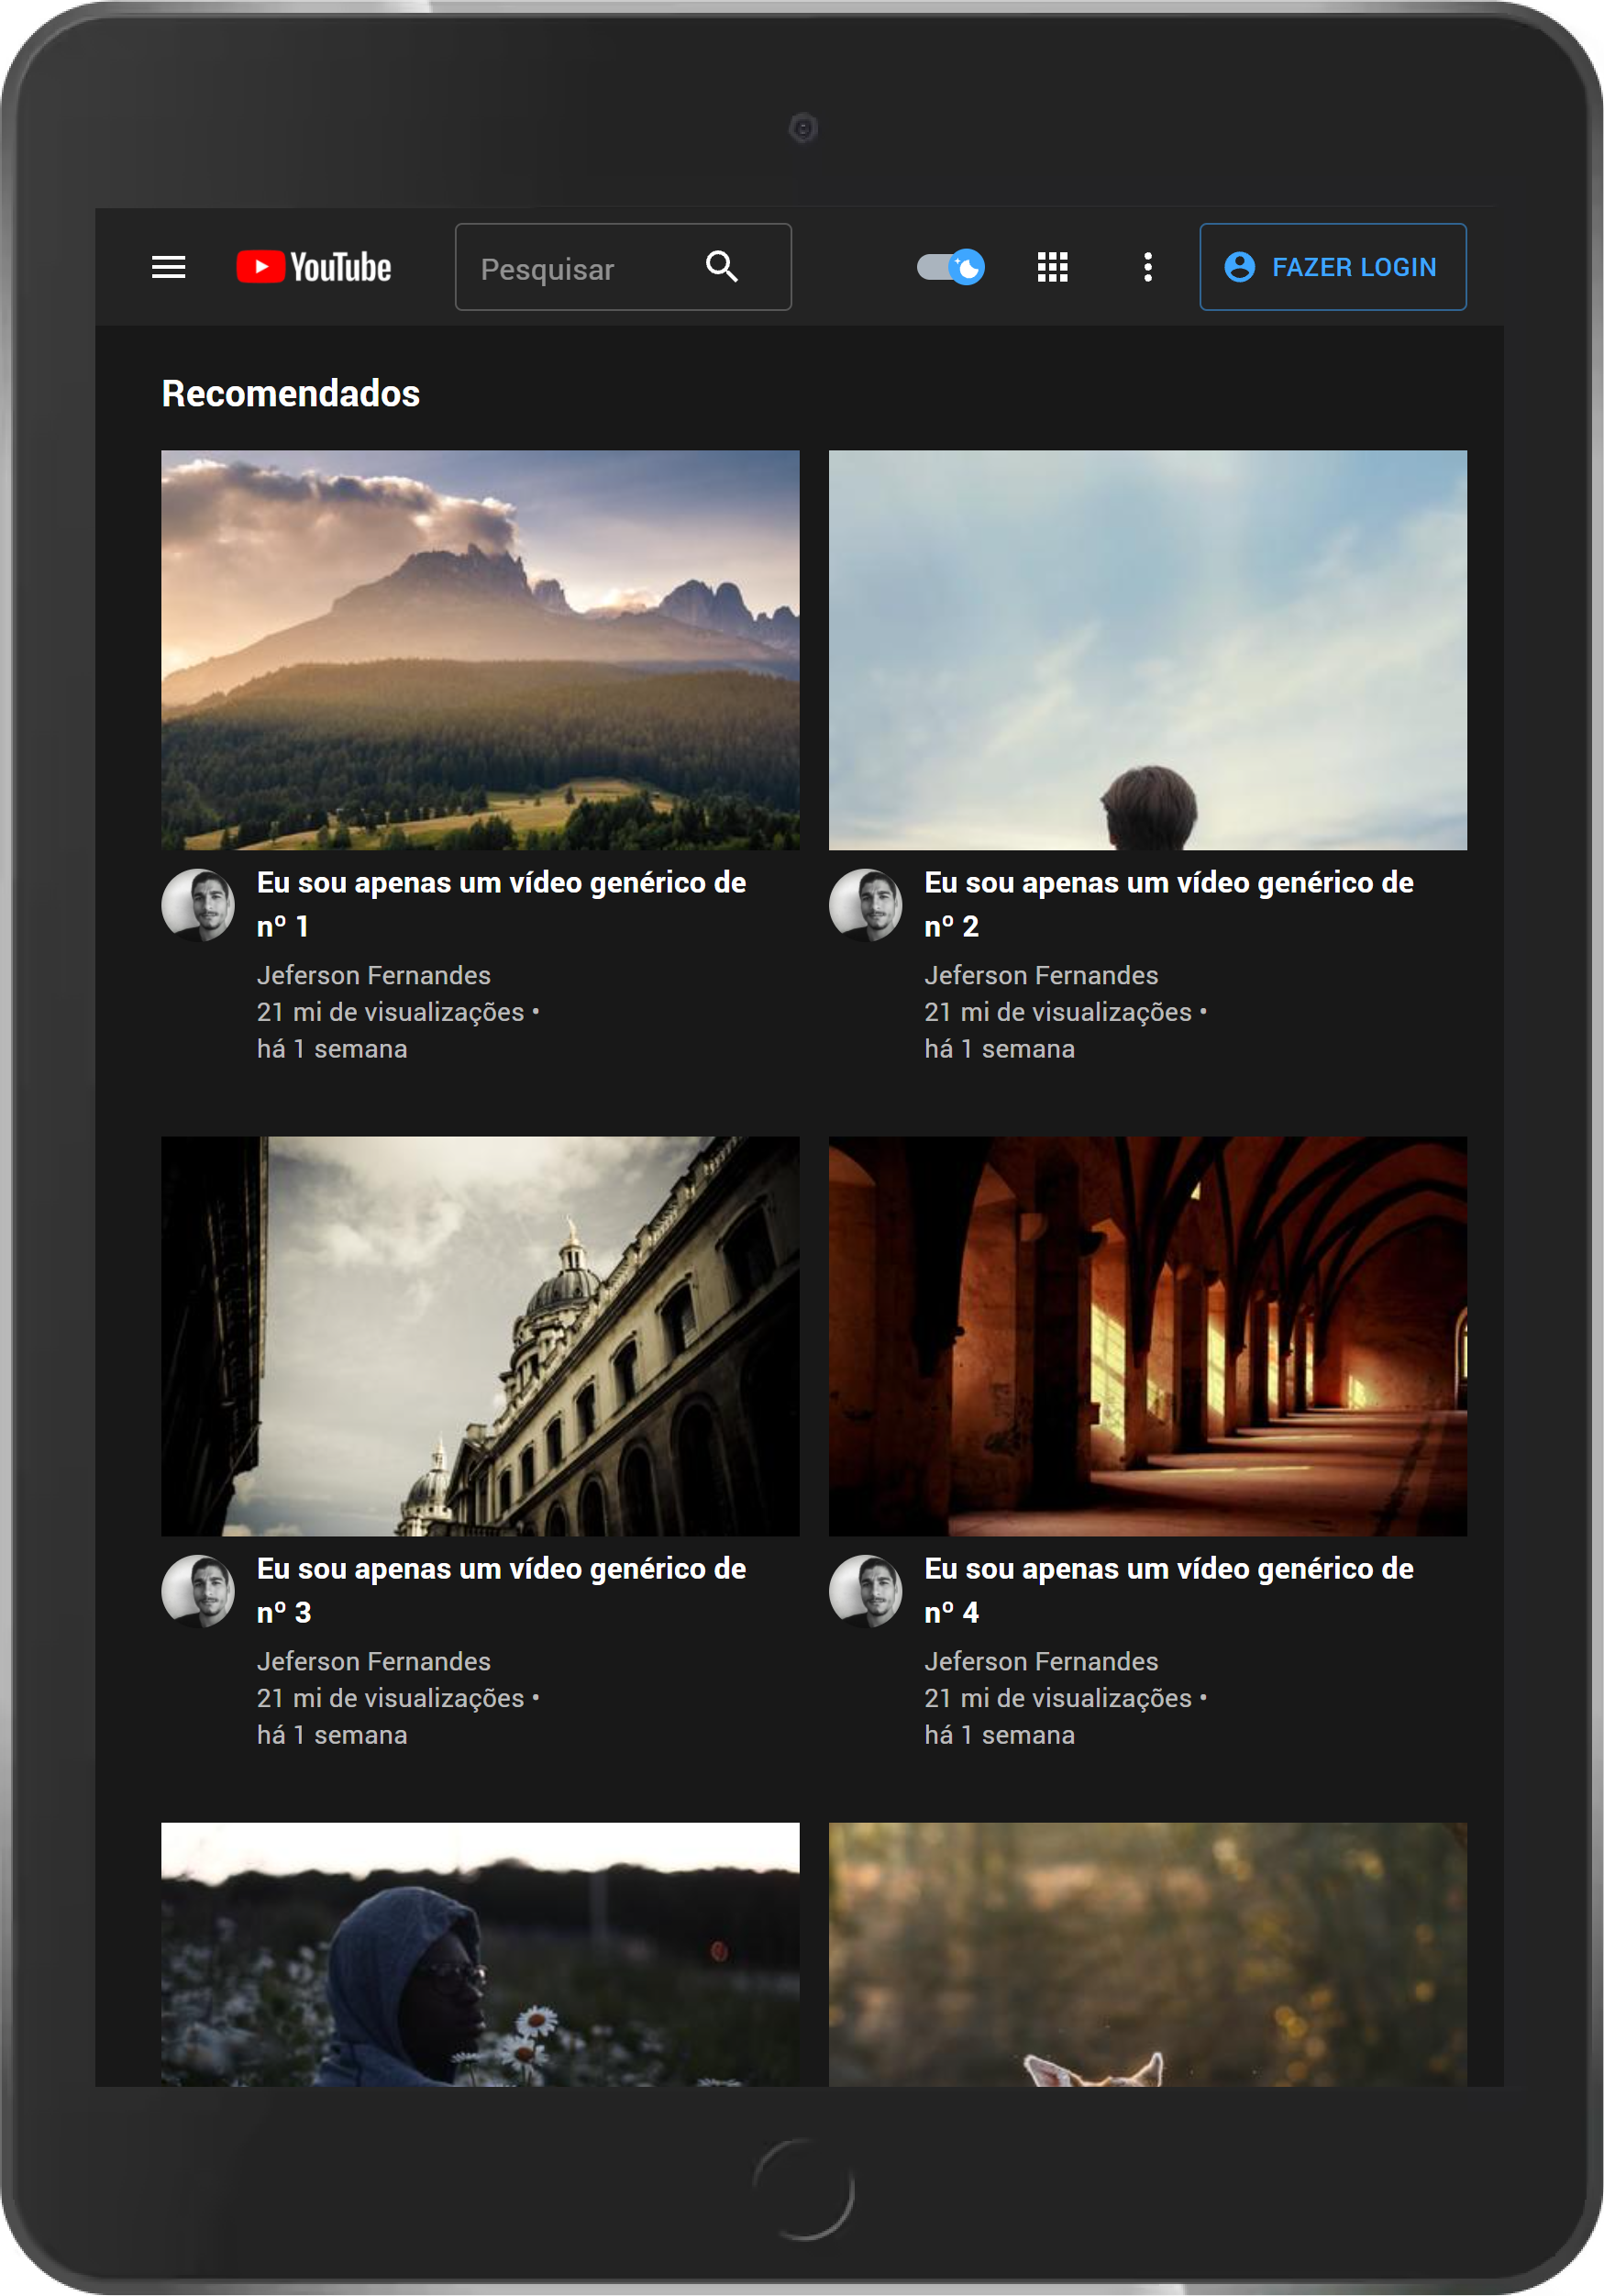 YouTube
Pesquisar
FAZER LOGIN
Recomendados
Eu sou apenas um vídeo genérico de
nº 1
Jeferson Fernandes
21 mi de visualizações •
há 1 semana
Eu sou apenas um vídeo genérico de
nº 2
Jeferson Fernandes
21 mi de visualizações •
há 1 semana
Eu sou apenas um vídeo genérico de
nº 3
Jeferson Fernandes
21 mi de visualizações •
há 1 semana
Eu sou apenas um vídeo genérico de
nº 4
Jeferson Fernandes
21 mi de visualizações •
há 1 semana